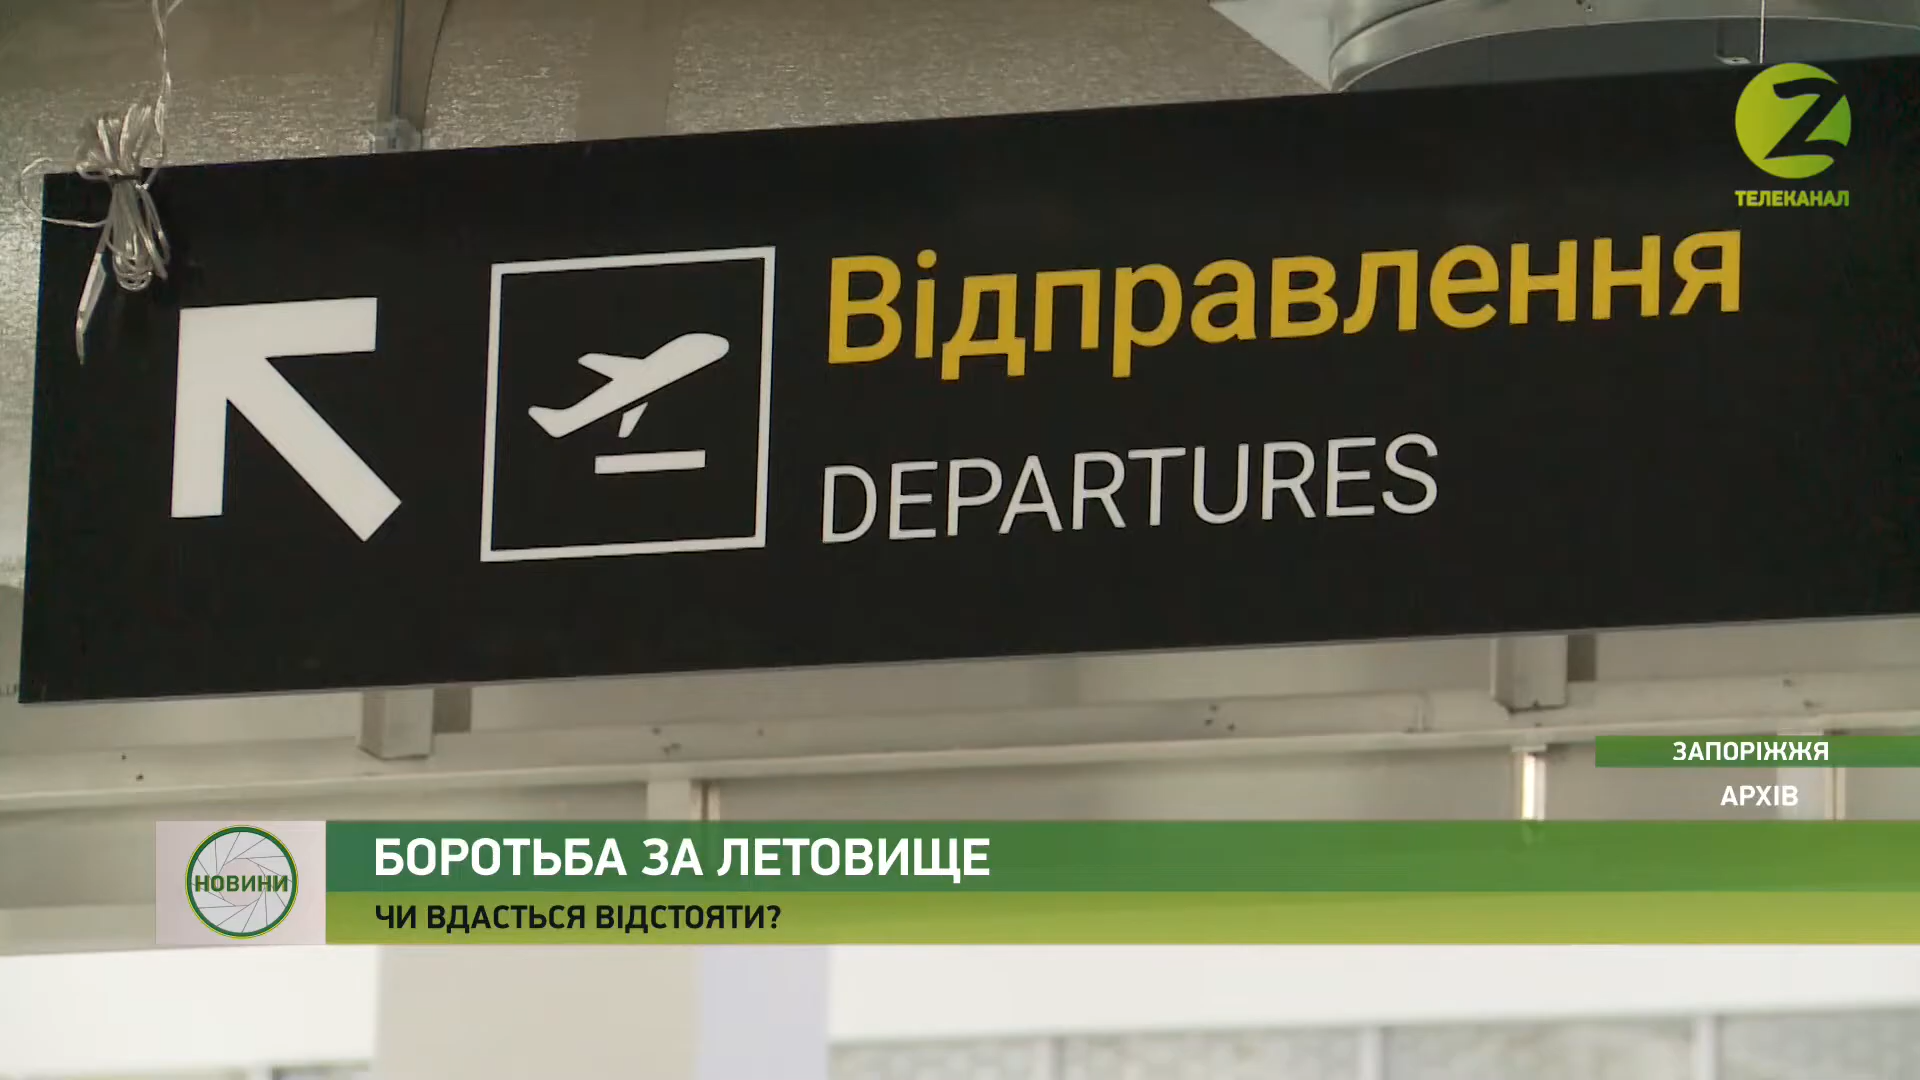 Z
ТЕЛЕКАНАЛ
Відправлення
DEPARTURES
ЗАПОРІЖЖЯ
АРХІВ
НОВИНИ
БОРОТЬБА ЗА ЛЕТОВИЩЕ
ЧИ ВДАСТЬСЯ ВІДСТОЯТИ?